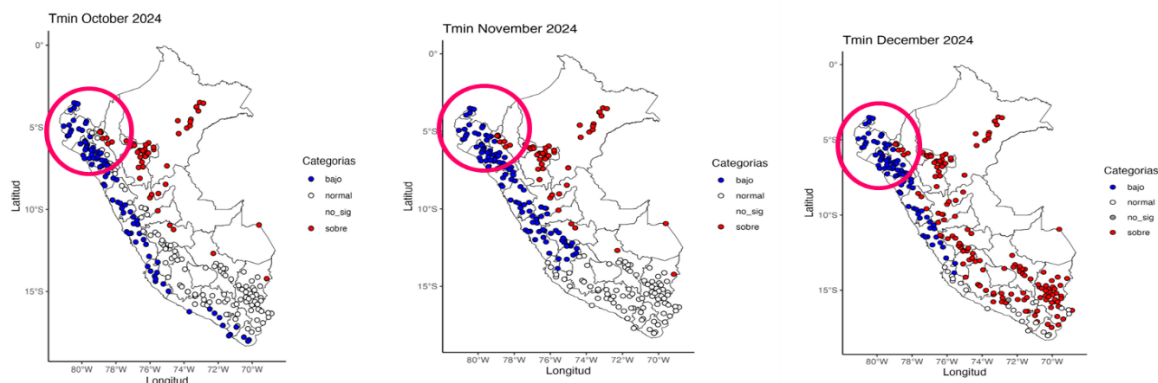 Tmin October 2024
0°
5°S
10°S
15°S
80°W 78°W 76°W 74°W 72°W 70°W
Longitud
Latitud
Categorias
bajo
normal
no_sig
sobre
Tmin November 2024
0°
5°S
10°S
15°S
80°W 78°W 76°W 74°W 72°W 70°W
Longitud
Latitud
Categorias
bajo
normal
no_sig
sobre
Tmin December 2024
0°
5°S
10°S
15°S
80°W 78°W 76°W 74°W 72°W 70°W
Longitud
Latitud
Categorias
bajo
normal
no_sig
sobre